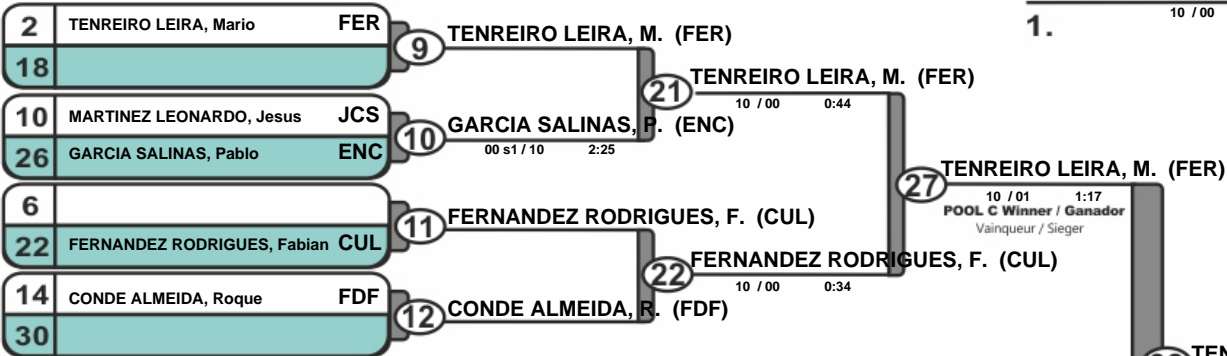 2 TENREIRO LEIRA, Mario FER
18
9 TENREIRO LEIRA, M. (FER)
10 MARTINEZ LEONARDO, Jesus JCS
26 GARCIA SALINAS, Pablo ENC
10 GARCIA SALINAS, P. (ENC)
00 s1 / 10 2:25
21 TENREIRO LEIRA, M. (FER)
10 / 00 0:44
6
22 FERNANDEZ RODRIGUES, Fabian CUL
11 FERNANDEZ RODRIGUES, F. (CUL)
14 CONDE ALMEIDA, Roque FDF
30
12 CONDE ALMEIDA, R. (FDF)
22 FERNANDEZ RODRIGUES, F. (CUL)
10 / 00 0:34
27 TENREIRO LEIRA, M. (FER)
10 / 01 1:17
POOL C Winner / Ganador
Vainqueur / Sieger
10 / 00
1.
TEN